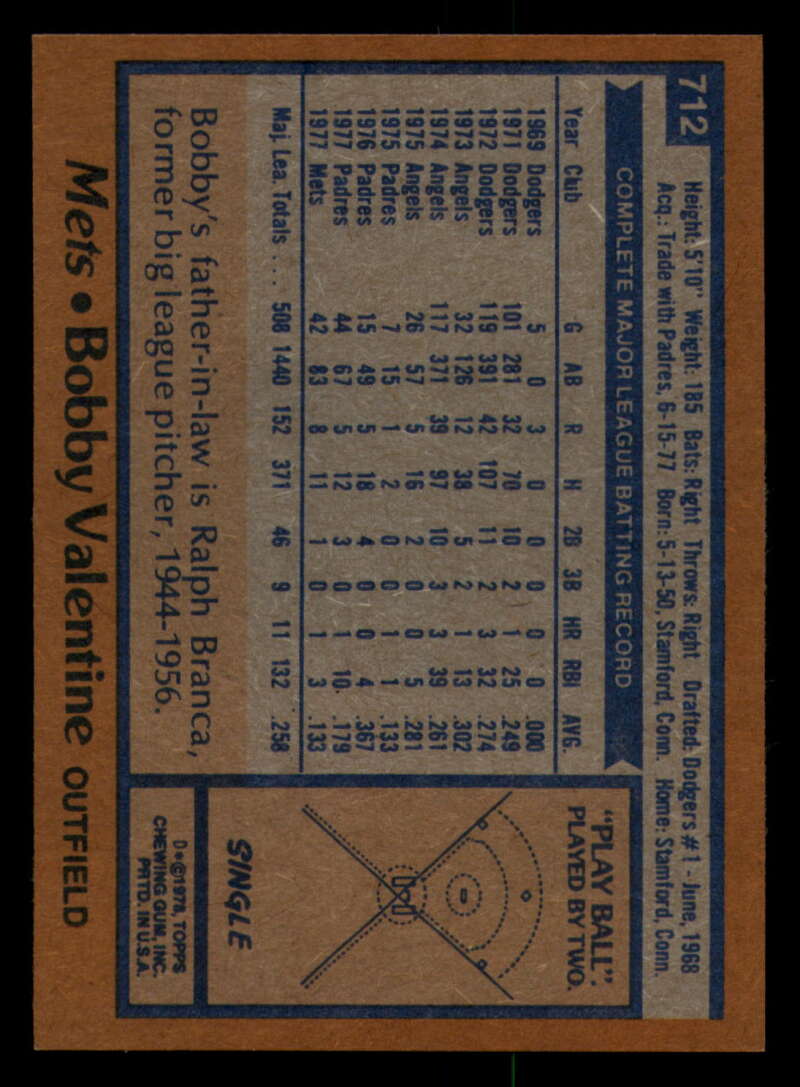 712
Height: 5'10" Weight: 185 Bats: Right Throws: Right Drafted: Dodgers #1 - June, 1968
Acq.: Trade with Padres, 6-15-77 Born: 5-13-50, Stamford, Conn. Home: Stamford, Conn.
COMPLETE MAJOR LEAGUE BATTING RECORD
Year Club G AB R H 2B 3B HR RBI AVG.
1969 Dodgers 5 0 3 0 0 0 0 0 .000
1971 Dodgers 101 281 32 70 10 2 1 25 .249
1972 Dodgers 119 391 42 107 11 2 3 32 .274
1973 Angels 32 126 12 38 5 2 1 13 .302
1974 Angels 117 371 39 97 10 3 3 39 .261
1975 Angels 26 57 5 16 2 0 0 5 .281
1975 Padres 7 15 1 2 0 0 1 1 .133
1976 Padres 15 49 5 18 4 0 0 4 .367
1977 Padres 44 67 5 12 3 0 1 10 .179
1977 Mets 42 83 8 11 1 0 1 3 .133
Maj. Lea. Totals ... 508 1440 152 371 46 9 11 132 .258
Bobby's father-in-law is Ralph Branca,
former big league pitcher, 1944-1956.
"PLAY BALL".
PLAYED BY TWO.
SINGLE
D*©1978, TOPPS
CHEWING GUM, INC.
PRTD. IN U.S.A.
Mets • Bobby Valentine OUTFIELD